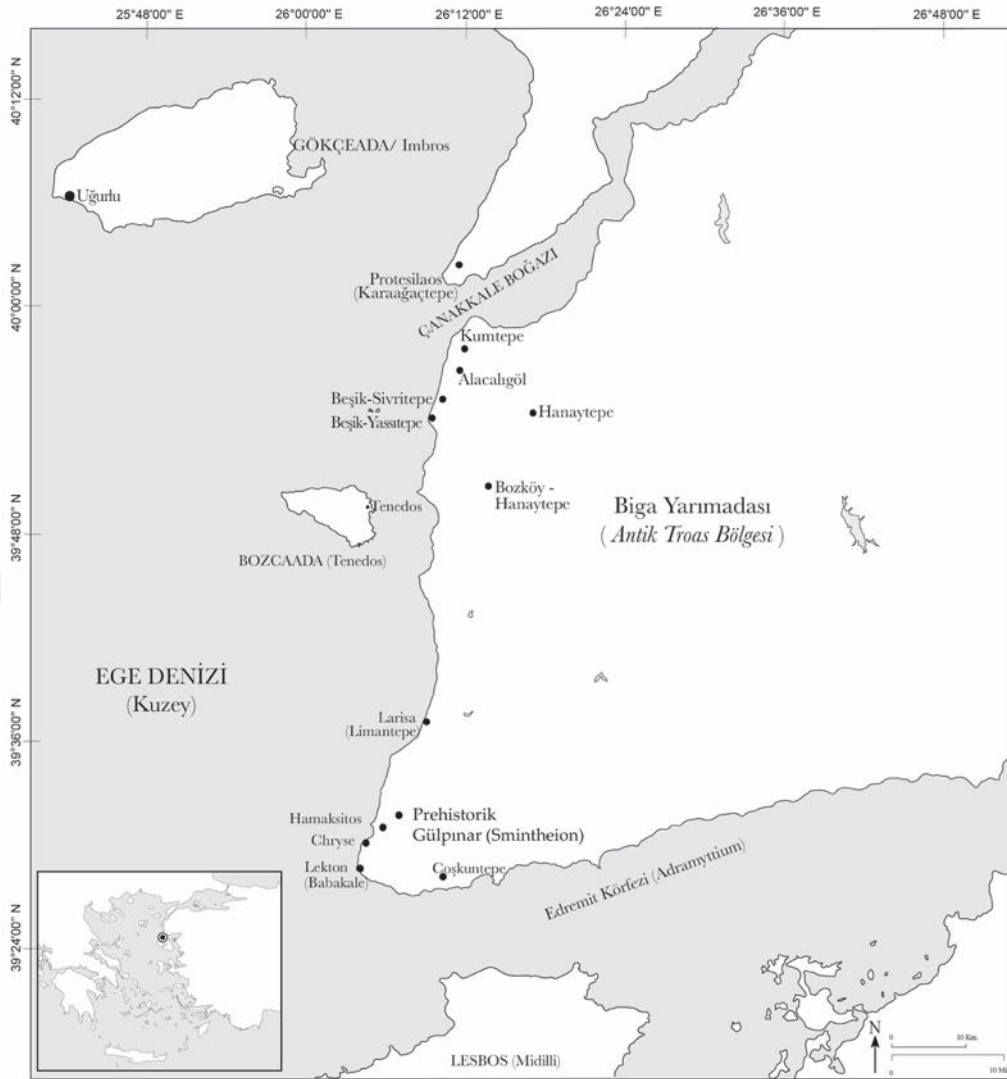 25°48'00" E
26°00'00" E
26°12'00" E
26°24'00" E
26°36'00" E
26°48'00" E
40°12'00" N
GÖKÇEADA/ Imbros
Uğurlu
Protesilaos
(Karaağaçtepe)
ÇANAKKALE BOĞAZI
40°00'00" N
Kumtepe
Alacalıgöl
Beşik-Sivritepe
Beşik-Yassıtepe
Hanaytepe
Bozköy -
Hanaytepe
Biga Yarımadası
( Antik Troas Bölgesi )
Tenedos
39°48'00" N
BOZCAADA (Tenedos)
EGE DENİZİ
(Kuzey)
Larisa
(Limantepe)
39°36'00" N
Prehistorik
Gülpınar (Smintheion)
Hamaksitos
Chryse
Lekton
(Babakale)
Coşkuntepe
Edremit Körfezi (Adramyttium)
39°24'00" N
LESBOS (Midilli)
N
0
10 Km.
0